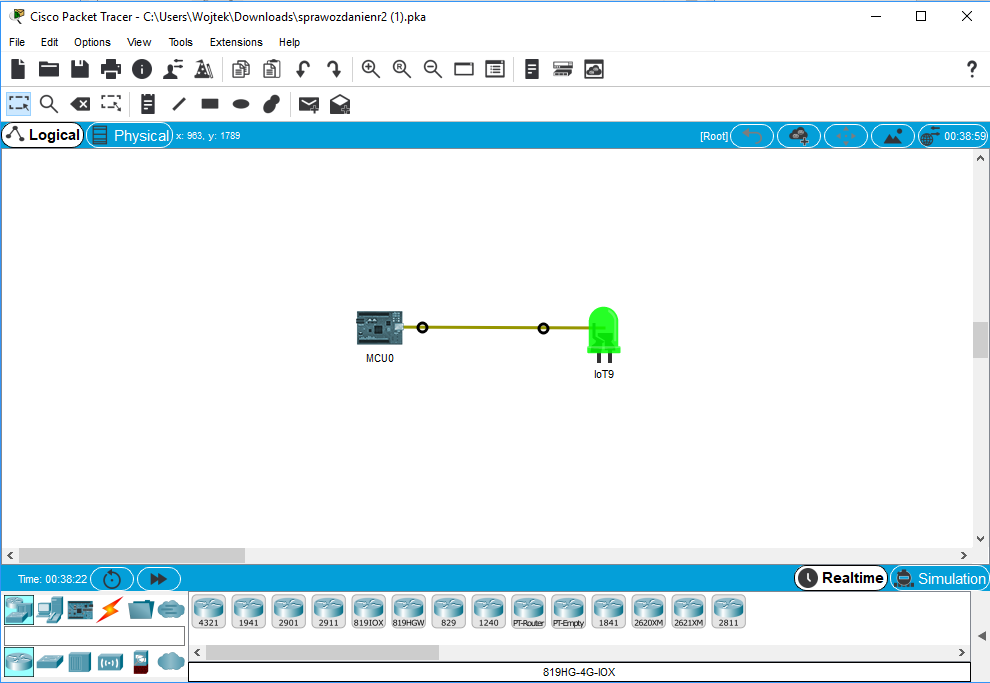 Cisco Packet Tracer - C:\Users\Wojtek\Downloads\sprawozdanienr2 (1).pka
File Edit Options View Tools Extensions Help
Logical Physical x: 963, y: 1789 [Root] 00:38:59
MCU0
IoT9
Time: 00:38:22 Realtime Simulation
4321 1941 2901 2911 819IOX 819HGW 829 1240 PT-Router PT-Empty 1841 2620XM 2621XM 2811
819HG-4G-IOX